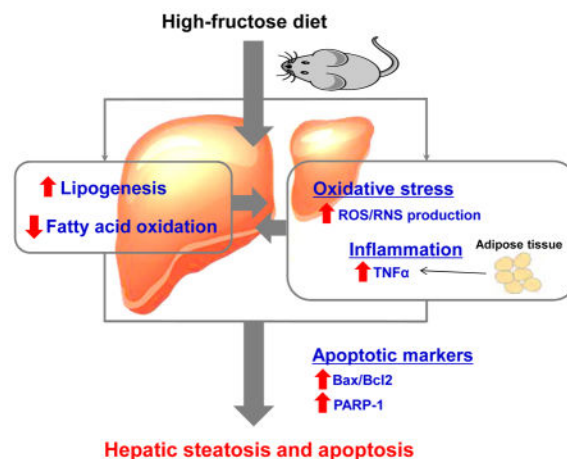 High-fructose diet
Lipogenesis
Fatty acid oxidation
Oxidative stress
ROS/RNS production
Inflammation
Adipose tissue
TNFα
Apoptotic markers
Bax/Bcl2
PARP-1
Hepatic steatosis and apoptosis